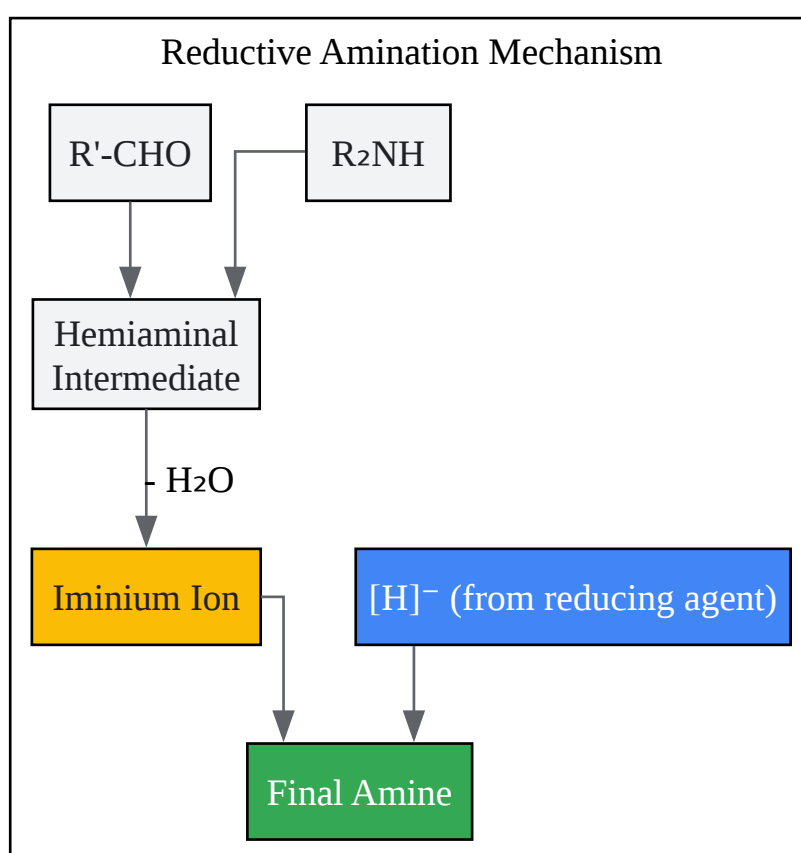 Reductive Amination Mechanism
R'-CHO
R₂NH
Hemiaminal
Intermediate
- H₂O
Iminium Ion
[H]⁻ (from reducing agent)
Final Amine